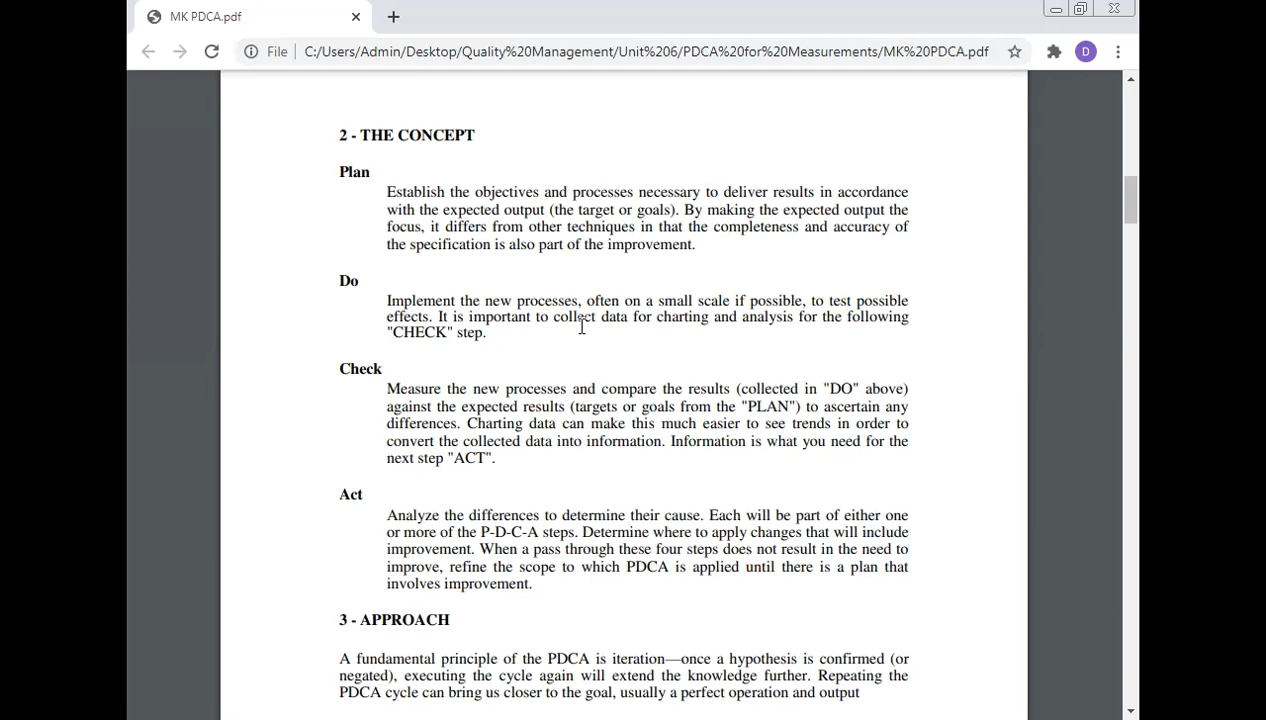 MK PDCA.pdf
File C:/Users/Admin/Desktop/Quality%20Management/Unit%206/PDCA%20for%20Measurements/MK%20PDCA.pdf D
2 - THE CONCEPT
Plan
Establish the objectives and processes necessary to deliver results in accordance
with the expected output (the target or goals). By making the expected output the
focus, it differs from other techniques in that the completeness and accuracy of
the specification is also part of the improvement.
Do
Implement the new processes, often on a small scale if possible, to test possible
effects. It is important to collect data for charting and analysis for the following
"CHECK" step.
Check
Measure the new processes and compare the results (collected in "DO" above)
against the expected results (targets or goals from the "PLAN") to ascertain any
differences. Charting data can make this much easier to see trends in order to
convert the collected data into information. Information is what you need for the
next step "ACT".
Act
Analyze the differences to determine their cause. Each will be part of either one
or more of the P-D-C-A steps. Determine where to apply changes that will include
improvement. When a pass through these four steps does not result in the need to
improve, refine the scope to which PDCA is applied until there is a plan that
involves improvement.
3 - APPROACH
A fundamental principle of the PDCA is iteration—once a hypothesis is confirmed (or
negated), executing the cycle again will extend the knowledge further. Repeating the
PDCA cycle can bring us closer to the goal, usually a perfect operation and output